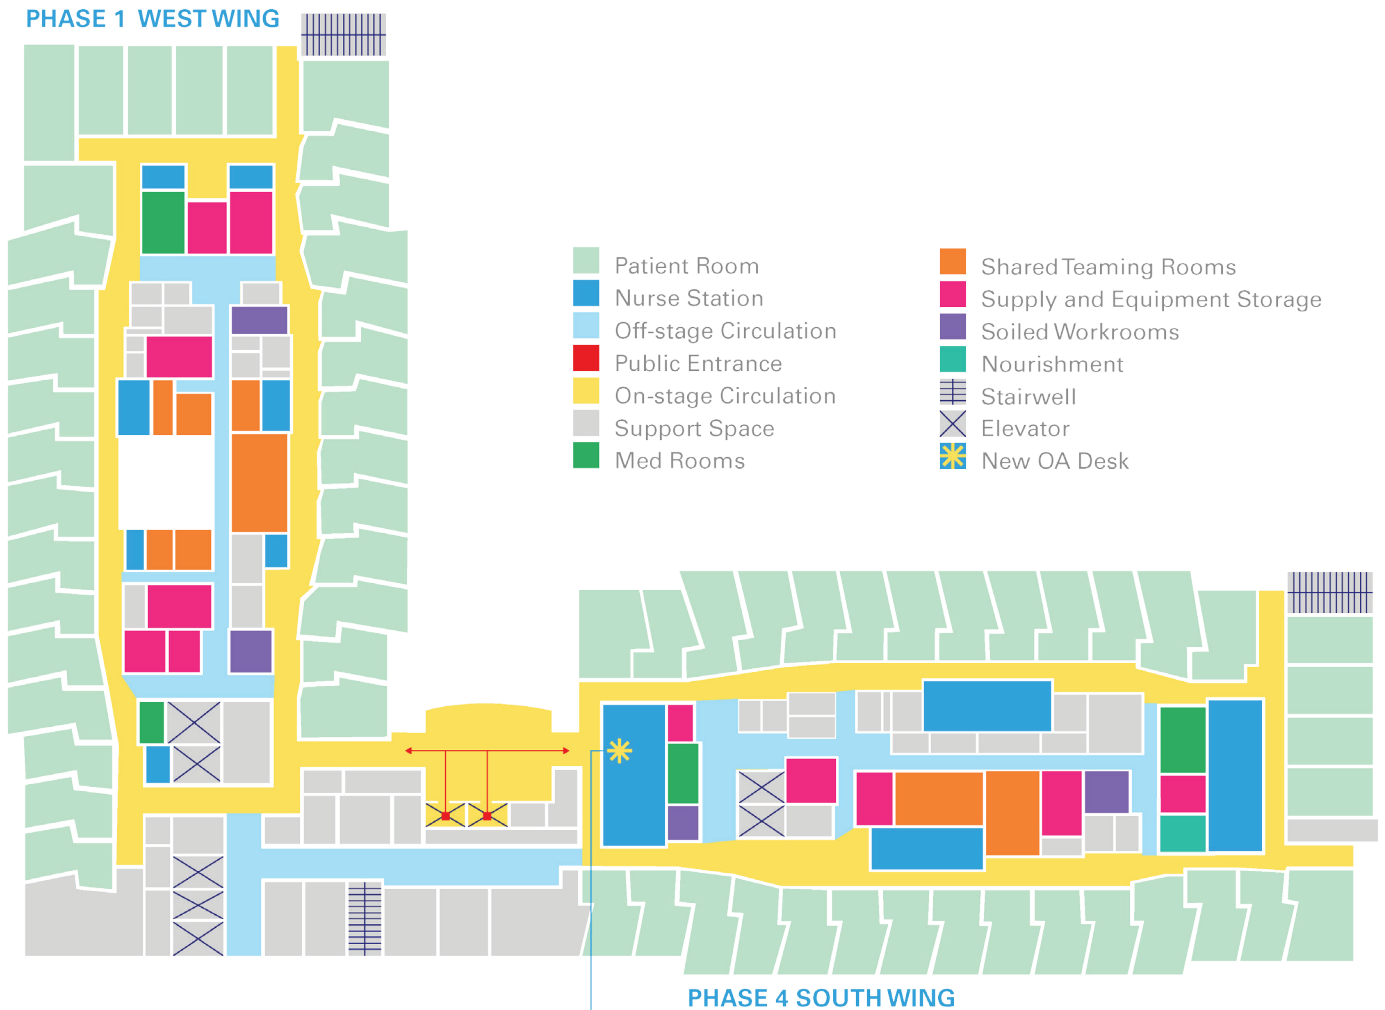 PHASE 1 WEST WING
Patient Room
Nurse Station
Off-stage Circulation
Public Entrance
On-stage Circulation
Support Space
Med Rooms
Shared Teaming Rooms
Supply and Equipment Storage
Soiled Workrooms
Nourishment
Stairwell
Elevator
New OA Desk
PHASE 4 SOUTH WING